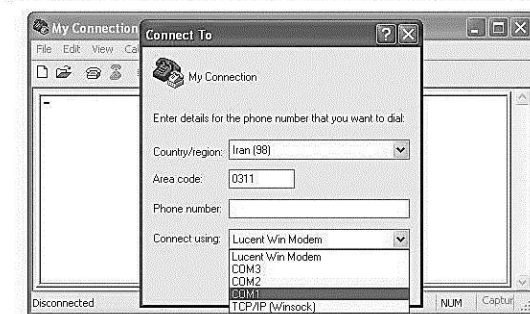 My Connection
File Edit View
Connect To
My Connection
Enter details for the phone number that you want to dial:
Country/region: Iran (98)
Area code: 0311
Phone number:
Connect using: Lucent Win Modem
Lucent Win Modem
COM3
COM2
COM1
TCP/IP (Winsock)
Disconnected
NUM
Captur